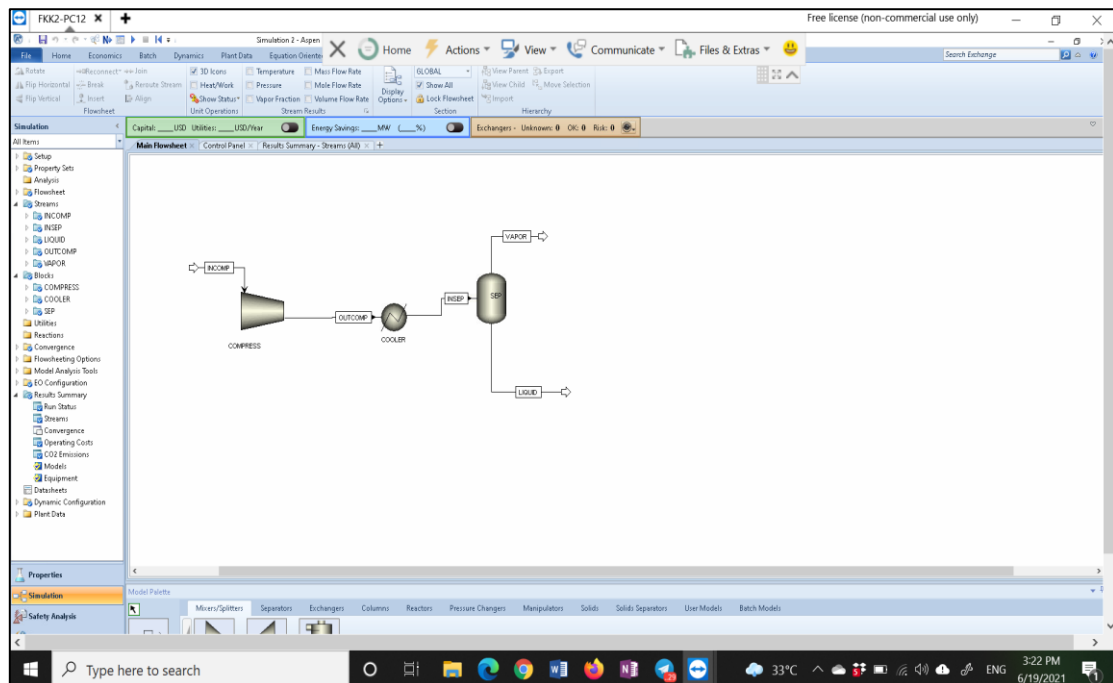 FKK2-PC12
Free license (non-commercial use only)
Simulation 2 - Aspen
Home
Actions
View
Communicate
Files & Extras
File Home Economics Batch Dynamics Plant Data Equation Oriente
Search Exchange
Rotate Reconnect Join
Flip Horizontal Break Reroute Stream
Flip Vertical Insert Align
Flowsheet
3D Icons
Heat/Work
Show Status
Unit Operations
Temperature Mass Flow Rate
Pressure Mole Flow Rate
Vapor Fraction Volume Flow Rate
Stream Results
Display Options
GLOBAL
Show All
Lock Flowsheet
Section
View Parent Export
View Child Move Selection
Import
Hierarchy
Simulation
Capital: ____USD Utilities: ____USD/Year
Energy Savings: ____MW (____%)
Exchangers - Unknown: 0 OK: 0 Risk: 0
All Items
Main Flowsheet Control Panel Results Summary - Streams (All) +
Setup
Property Sets
Analysis
Flowsheet
Streams
INCOMP
INSEP
LIQUID
OUTCOMP
VAPOR
Blocks
COMPRESS
COOLER
SEP
Utilities
Reactions
Convergence
Flowsheeting Options
Model Analysis Tools
EO Configuration
Results Summary
Run Status
Streams
Convergence
Operating Costs
CO2 Emissions
Models
Equipment
Datasheets
Dynamic Configuration
Plant Data
VAPOR
INCOMP
INSEP
SEP
OUTCOMP
COOLER
COMPRESS
LIQUID
Properties
Simulation
Safety Analysis
Model Palette
Mixers/Splitters Separators Exchangers Columns Reactors Pressure Changers Manipulators Solids Solids Separators User Models Batch Models
Type here to search
33°C
ENG
3:22 PM
6/19/2021